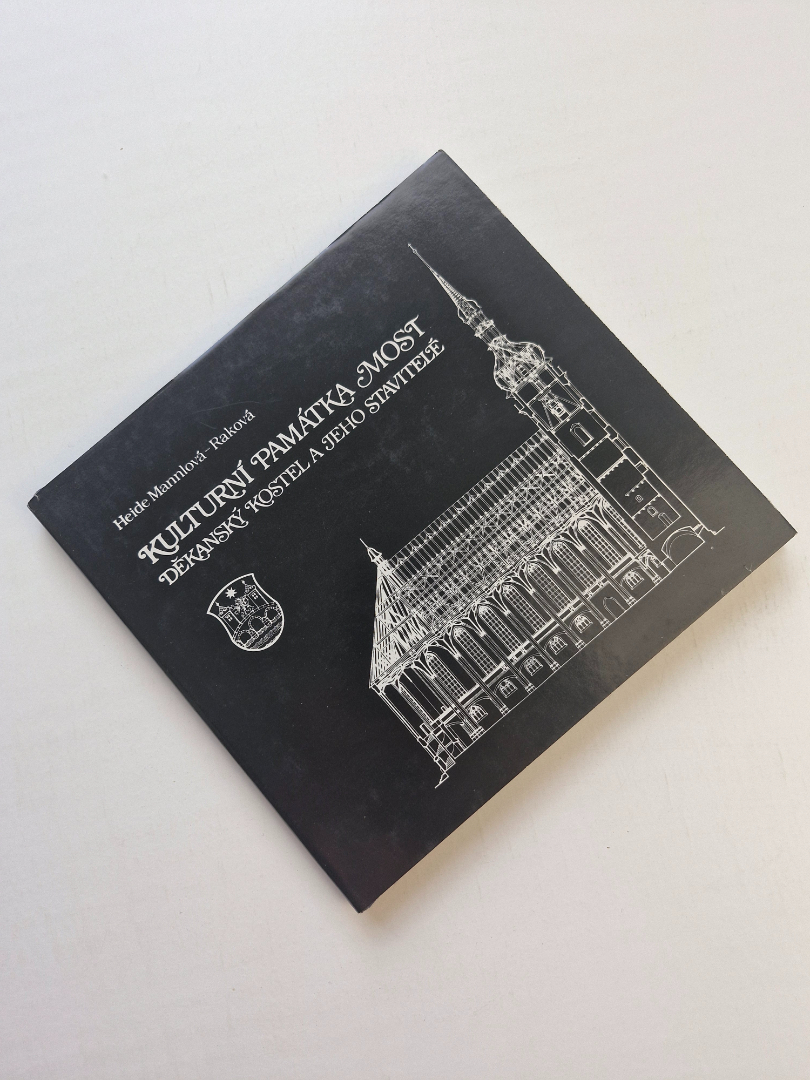 Heide Mannlová-Raková
KULTURNÍ PAMÁTKA MOST
DĚKANSKÝ KOSTEL A JEHO STAVITELÉ